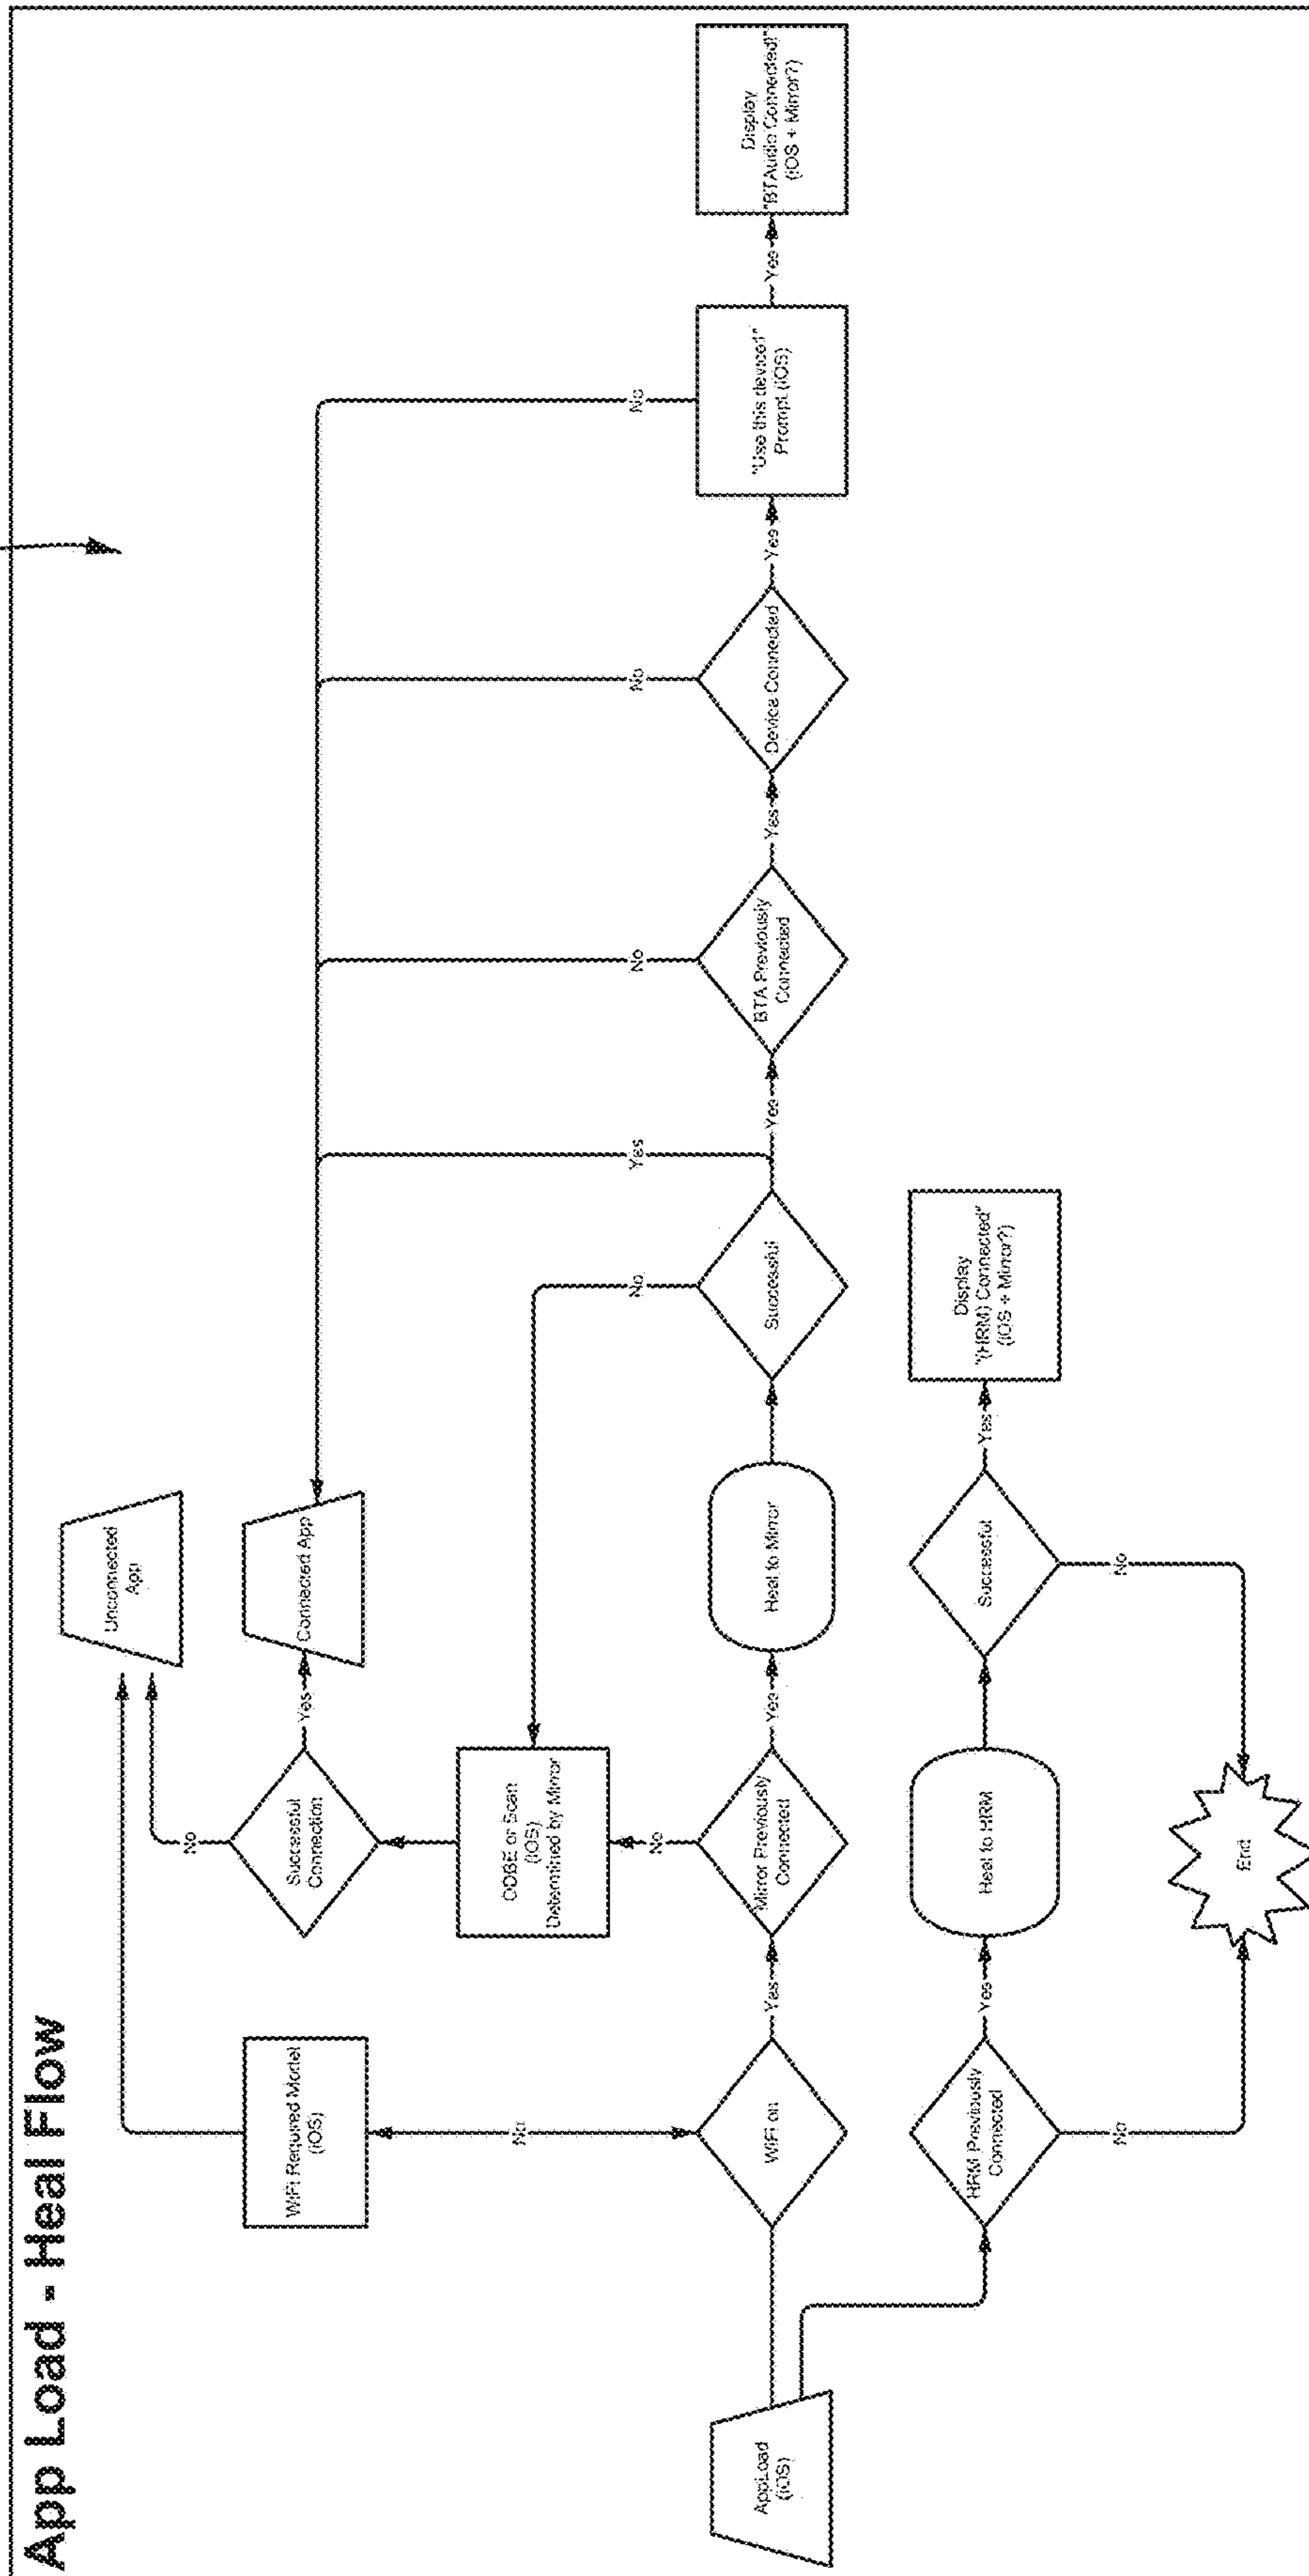 App Load - Heal Flow
Unconnected
App
WiFi Required Model
(iOS)
No
Successful
Connection
Yes
Connected App
OOBE or Scan
(iOS)
Determined by Mirror
No
No
No
Yes
No
No
No
AppLoad
(iOS)
WiFi on
Yes
Mirror Previously
Connected
Yes
Heal to Mirror
Successful
Yes
BTA Previously
Connected
Yes
Device Connected
Yes
"Use this device!"
Prompt (iOS)
Yes
Display
"BTAudio Connected!"
(iOS + Mirror?)
HRM Previously
Connected
Yes
Heal to HRM
Successful
Yes
Display
"(HRM) Connected"
(iOS + Mirror?)
No
No
End